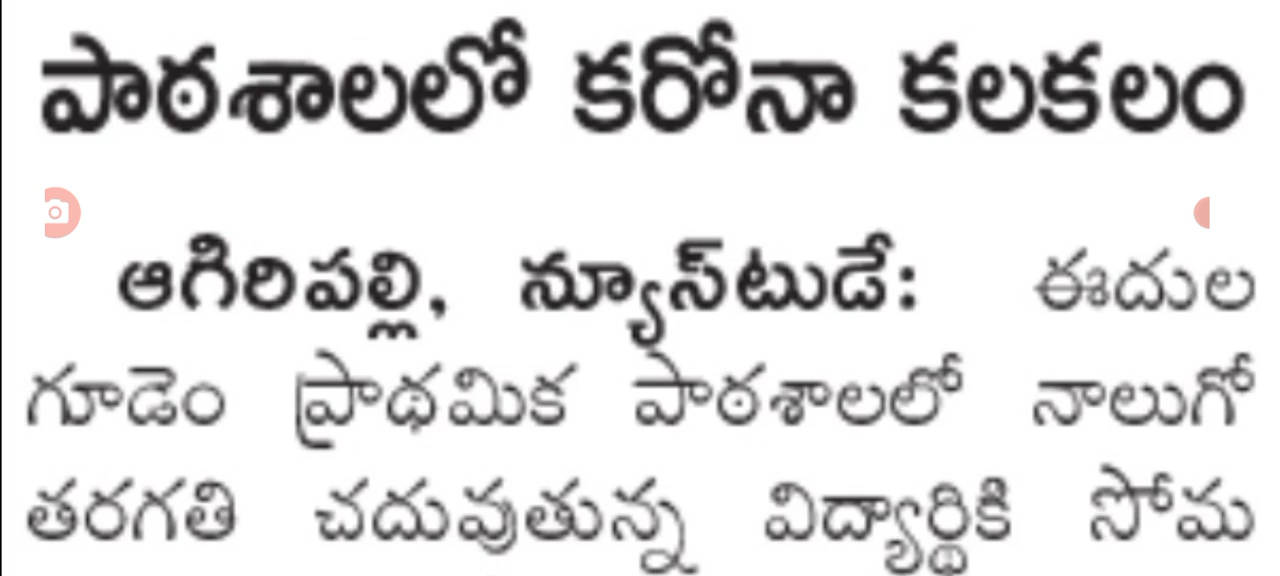 పాఠశాలలో కరోనా కలకలం
ఆగిరిపల్లి, న్యూస్‌టుడే: ఈదుల
గూడెం ప్రాథమిక పాఠశాలలో నాలుగో
తరగతి చదువుతున్న విద్యార్థికి సోమ